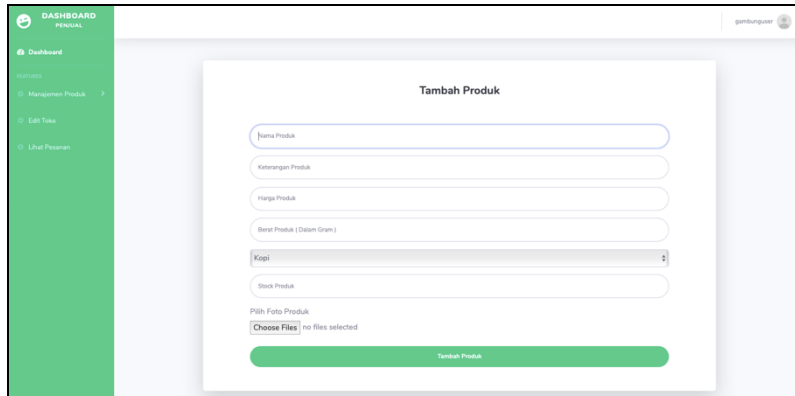 DASHBOARD
PENJUAL
gambunguser
Dashboard
FEATURES
Manajemen Produk
Edit Toko
Lihat Pesanan
Tambah Produk
Nama Produk
Keterangan Produk
Harga Produk
Berat Produk ( Dalam Gram )
Kopi
Stock Produk
Pilih Foto Produk
Choose Files no files selected
Tambah Produk